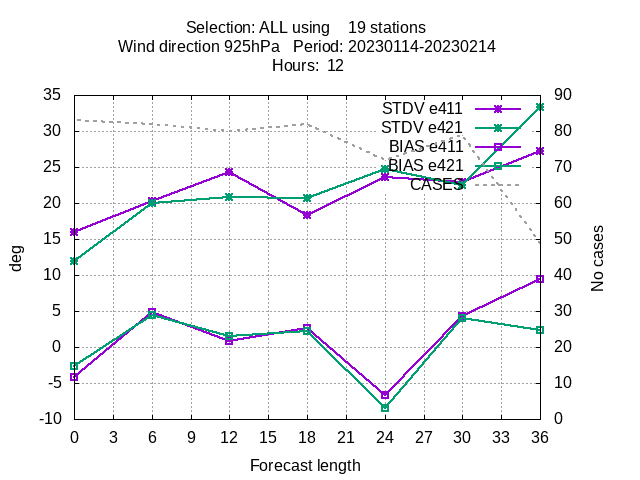 Selection: ALL using 19 stations
Wind direction 925hPa Period: 20230114-20230214
Hours: 12
STDV e411
STDV e421
BIAS e411
BIAS e421
CASES
35
30
25
20
15
10
5
0
-5
-10
deg
90
80
70
60
50
40
30
20
10
0
No cases
0 3 6 9 12 15 18 21 24 27 30 33 36
Forecast length